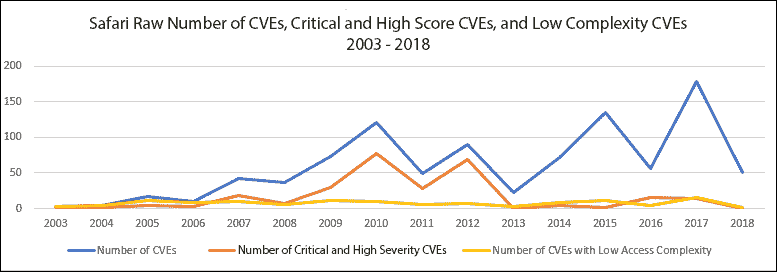 Safari Raw Number of CVEs, Critical and High Score CVEs, and Low Complexity CVEs
2003 - 2018
200
150
100
50
0
2003 2004 2005 2006 2007 2008 2009 2010 2011 2012 2013 2014 2015 2016 2017 2018
Number of CVEs Number of Critical and High Severity CVEs Number of CVEs with Low Access Complexity